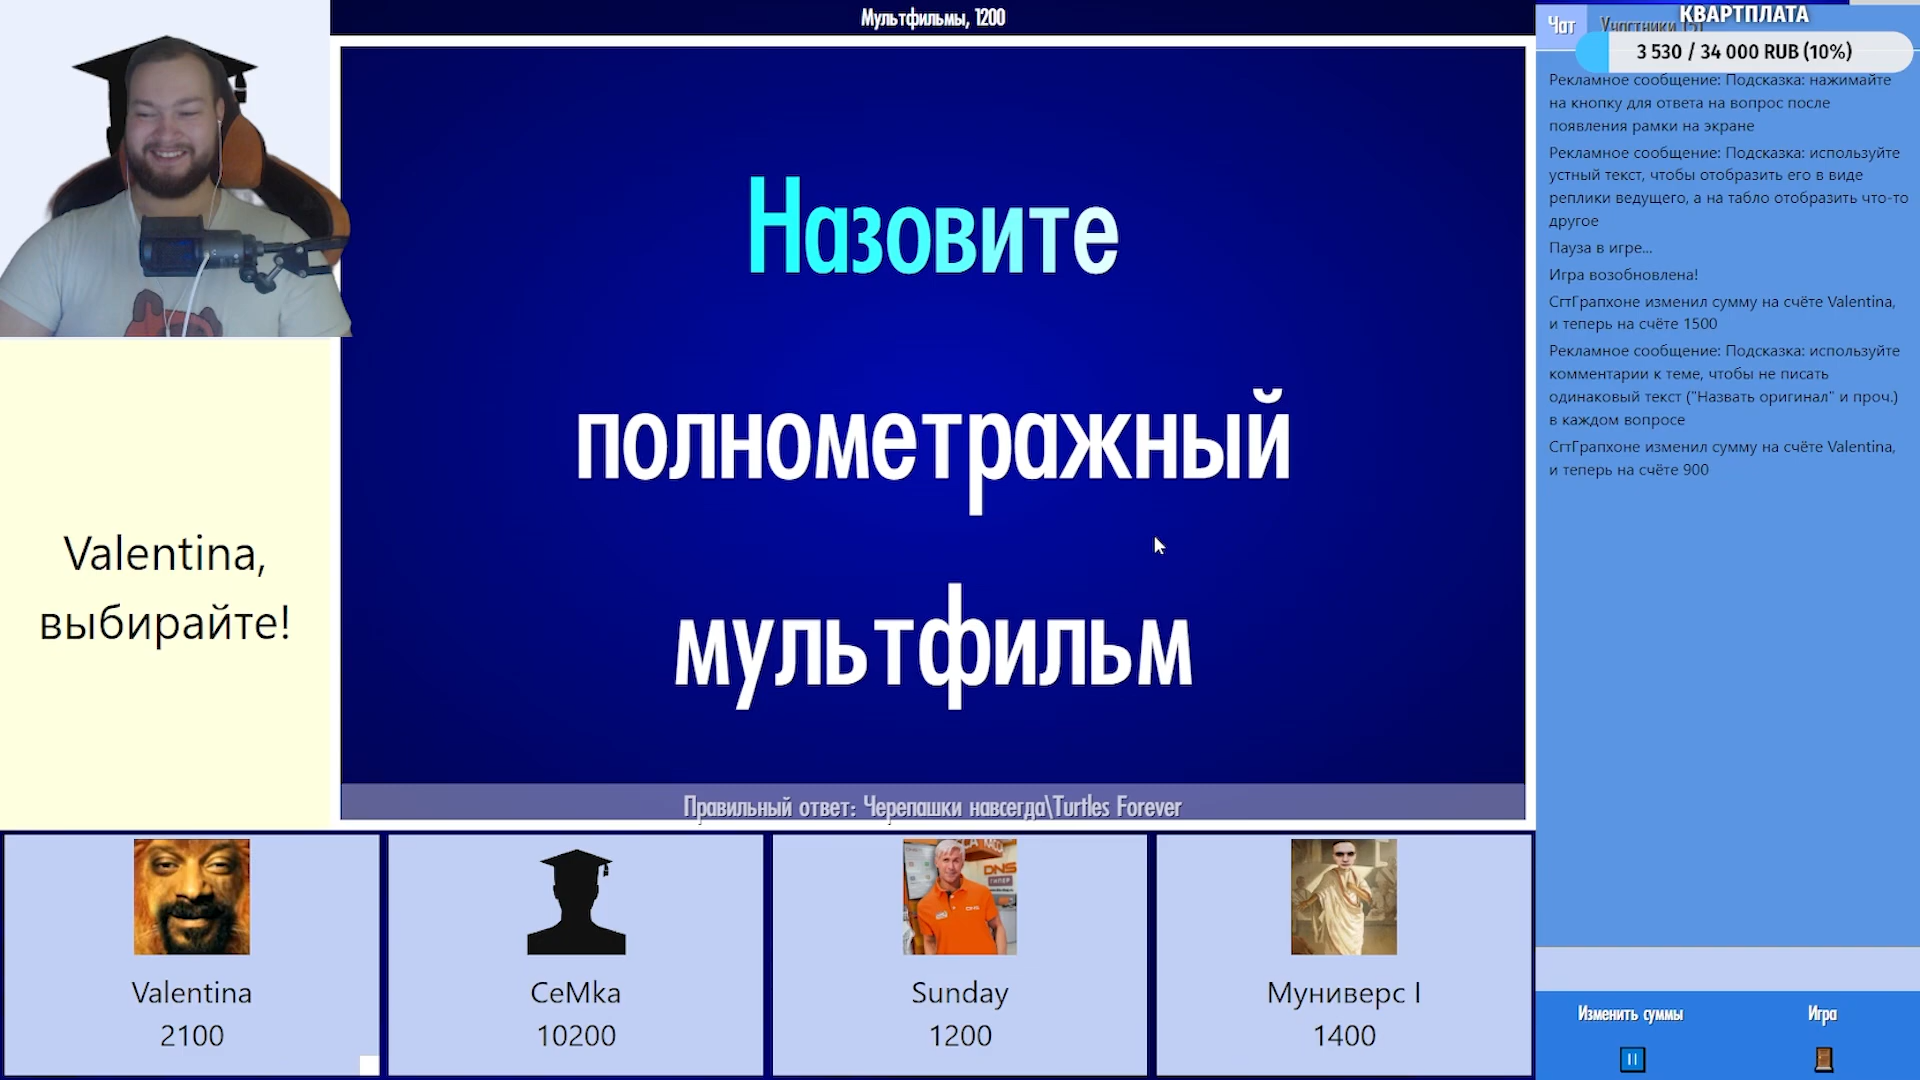 Мультфильмы, 1200
Назовите
полнометражный
мультфильм
Правильный ответ: Черепашки навсегда\Turtles Forever
Valentina,
выбирайте!
Valentina
2100
CeMka
10200
Sunday
1200
Муниверс I
1400
КВАРТПЛАТА
Чат
3 530 / 34 000 RUB (10%)
Рекламное сообщение: Подсказка: нажимайте
на кнопку для ответа на вопрос после
появления рамки на экране
Рекламное сообщение: Подсказка: используйте
устный текст, чтобы отобразить его в виде
реплики ведущего, а на табло отобразить что-то
другое
Пауза в игре...
Игра возобновлена!
СгтГрапхоне изменил сумму на счёте Valentina,
и теперь на счёте 1500
Рекламное сообщение: Подсказка: используйте
комментарии к теме, чтобы не писать
одинаковый текст ("Назвать оригинал" и проч.)
в каждом вопросе
СгтГрапхоне изменил сумму на счёте Valentina,
и теперь на счёте 900
Изменить суммы
Игра
DNS
ГИПЕР